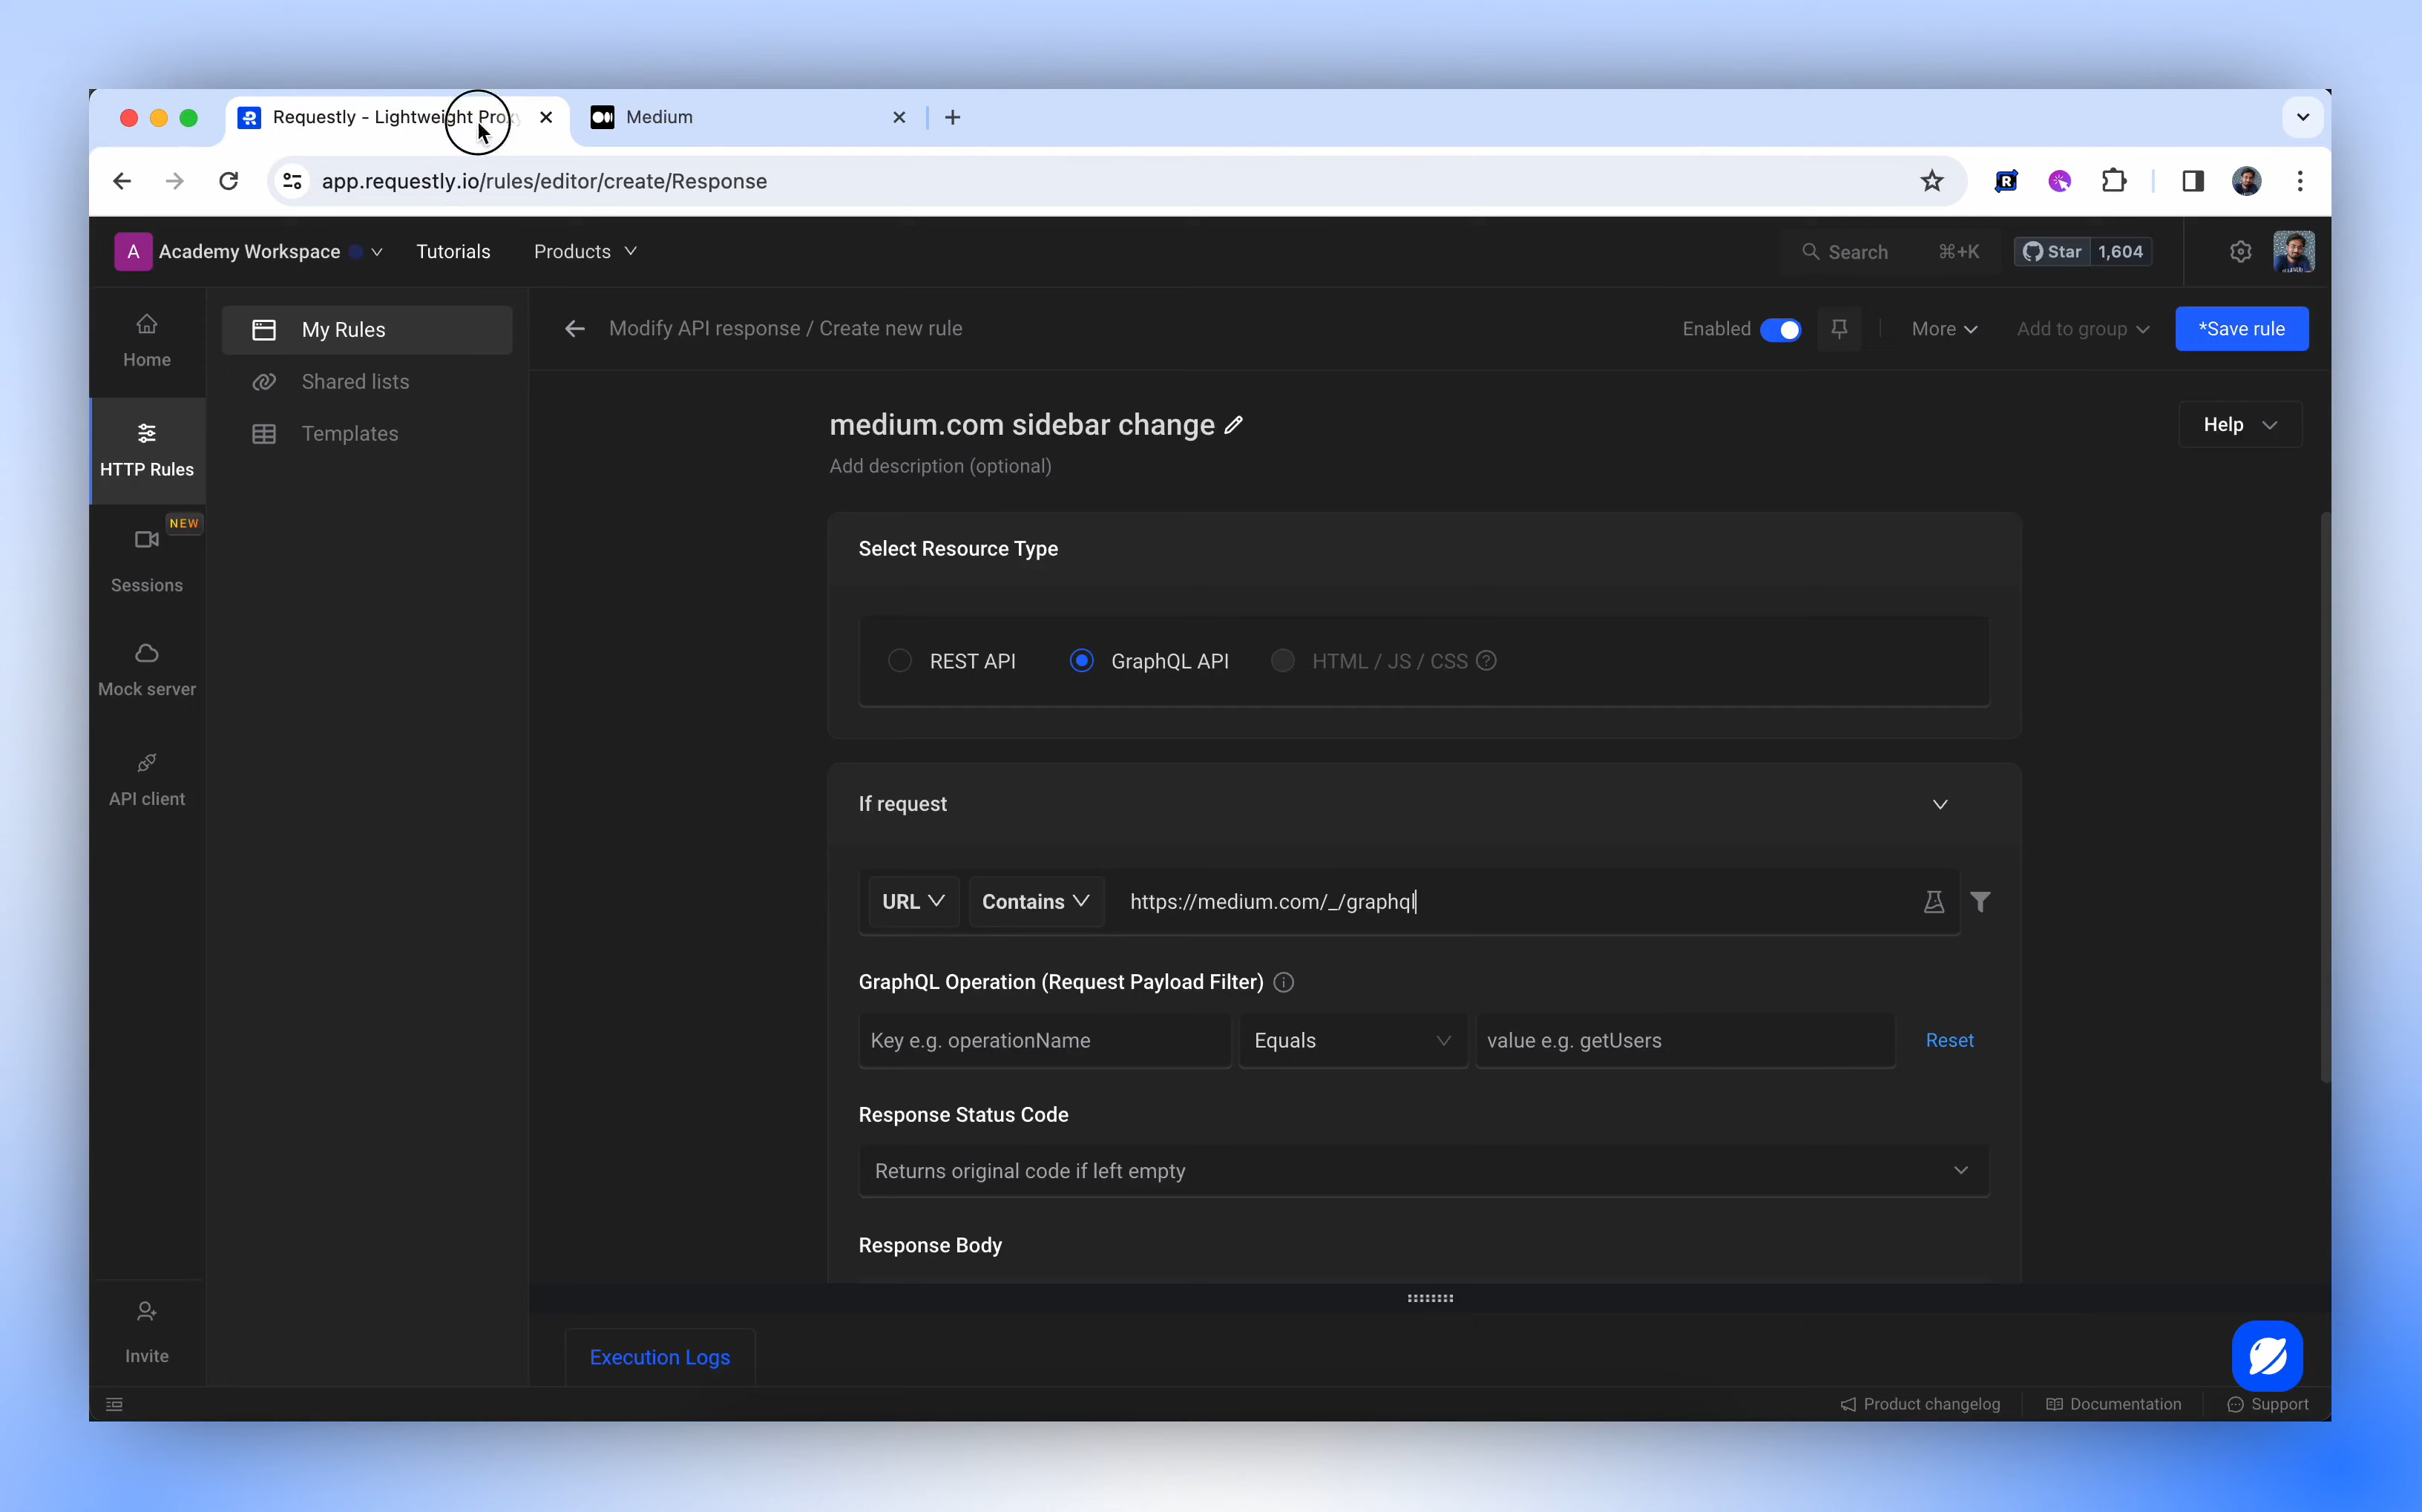 Requestly - Lightweight Proxy
Medium
app.requestly.io/rules/editor/create/Response
A Academy Workspace
Tutorials
Products
Search ⌘+K
Star 1,604
Home
HTTP Rules
NEW
Sessions
Mock server
API client
Invite
My Rules
Shared lists
Templates
Modify API response / Create new rule
Enabled
More
Add to group
*Save rule
medium.com sidebar change
Add description (optional)
Help
Select Resource Type
REST API
GraphQL API
HTML / JS / CSS
If request
URL
Contains
https://medium.com/_/graphql
GraphQL Operation (Request Payload Filter)
Key e.g. operationName
Equals
value e.g. getUsers
Reset
Response Status Code
Returns original code if left empty
Response Body
Execution Logs
Product changelog
Documentation
Support